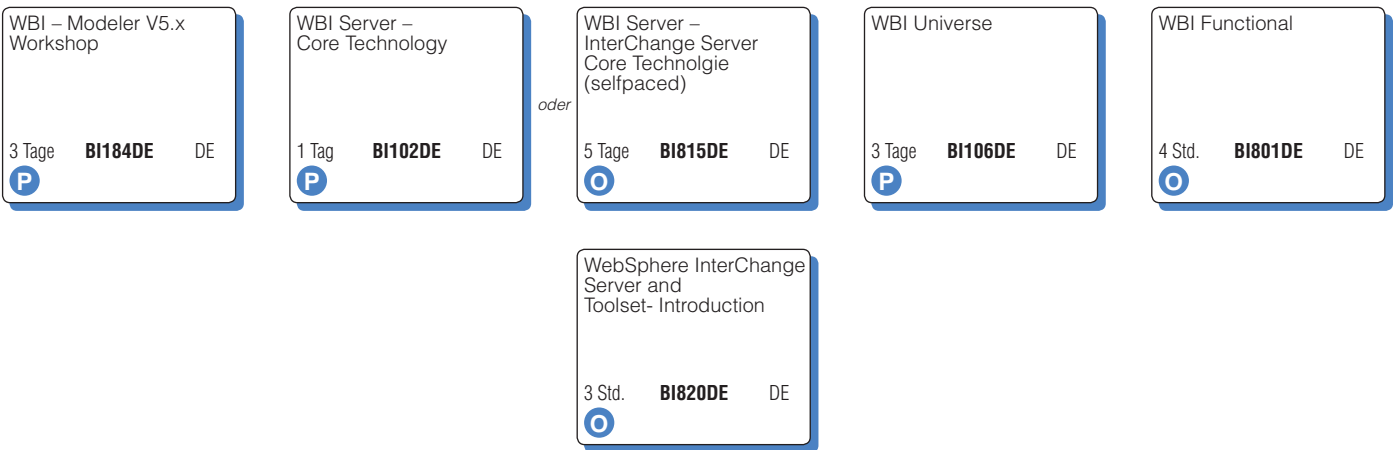 WBI – Modeler V5.x
Workshop
3 Tage BI184DE DE
P
WBI Server –
Core Technology
1 Tag BI102DE DE
P
oder
WBI Server –
InterChange Server
Core Technolgie
(selfpaced)
5 Tage BI815DE DE
O
WBI Universe
3 Tage BI106DE DE
P
WBI Functional
4 Std. BI801DE DE
O
WebSphere InterChange
Server and
Toolset- Introduction
3 Std. BI820DE DE
O